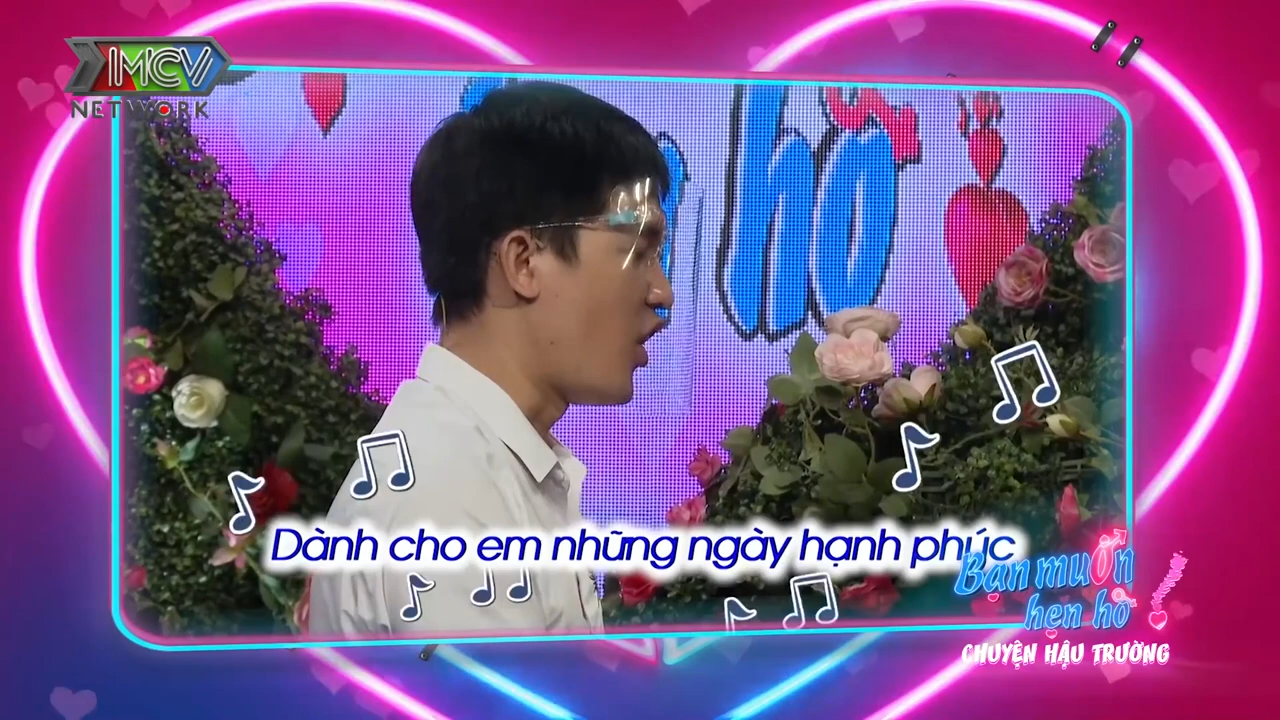 MCV
NETWORK
hò
Dành cho em những ngày hạnh phúc
Bạn muốn
hẹn hò
CHUYỆN HẬU TRƯỜNG